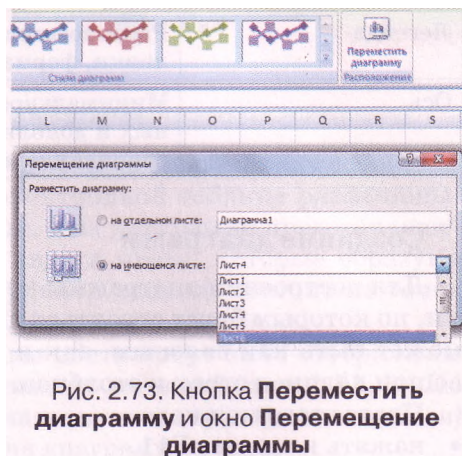 Переместить
диаграмму
Стили диаграмм
Расположение
L M N O P Q R S
Перемещение диаграммы
Разместить диаграмму:
на отдельном листе: Диаграмма1
на имеющемся листе: Лист4
Лист1
Лист2
Лист3
Лист4
Лист5
Рис. 2.73. Кнопка Переместить
диаграмму и окно Перемещение
диаграммы